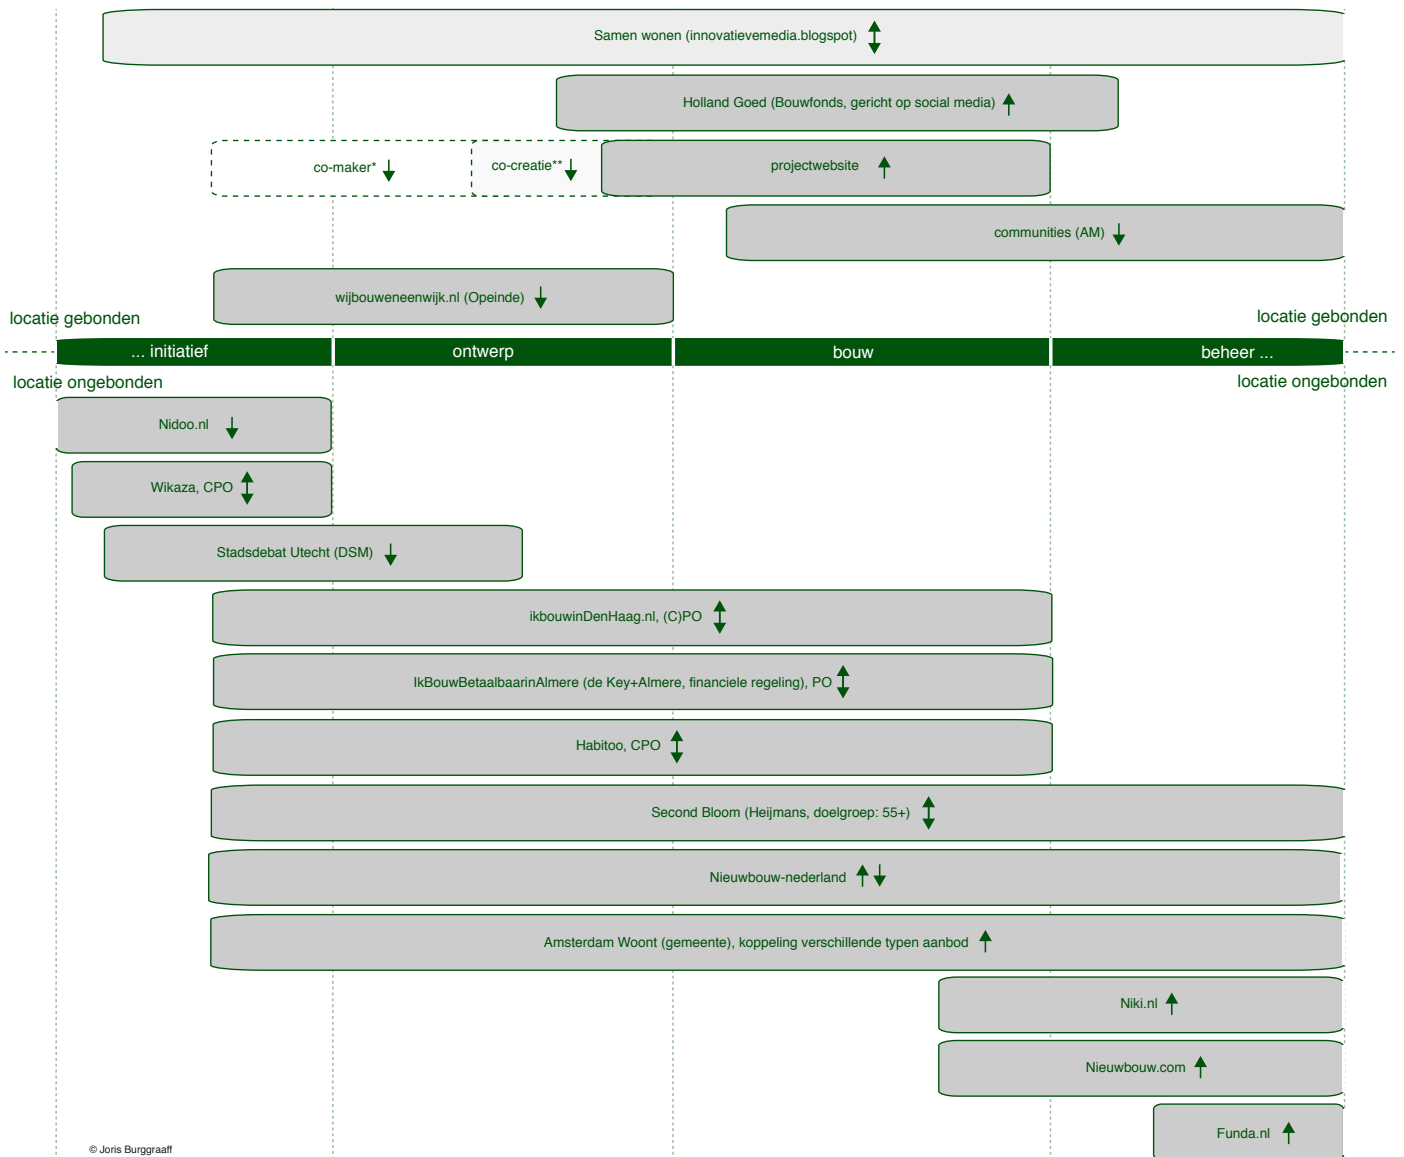 Samen wonen (innovatievemedia.blogspot)
Holland Goed (Bouwfonds, gericht op social media)
co-maker* co-creatie** projectwebsite
communities (AM)
wijbouweneenwijk.nl (Opeinde)
locatie gebonden locatie gebonden
... initiatief ontwerp bouw beheer ...
locatie ongebonden locatie ongebonden
Nidoo.nl
Wikaza, CPO
Stadsdebat Utecht (DSM)
ikbouwinDenHaag.nl, (C)PO
IkBouwBetaalbaarinAlmere (de Key+Almere, financiele regeling), PO
Habitoo, CPO
Second Bloom (Heijmans, doelgroep: 55+)
Nieuwbouw-nederland
Amsterdam Woont (gemeente), koppeling verschillende typen aanbod
Niki.nl
Nieuwbouw.com
Funda.nl
© Joris Burggraaff